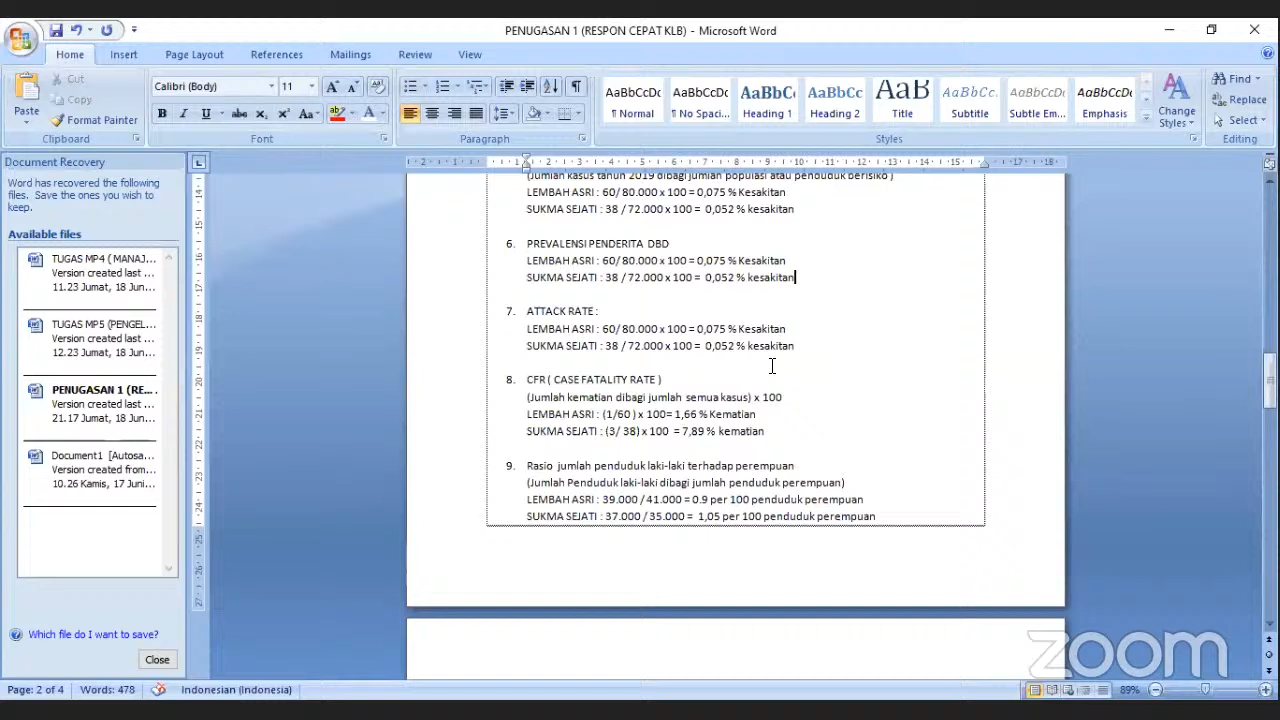 PENUGASAN 1 (RESPON CEPAT KLB) - Microsoft Word
Home Insert Page Layout References Mailings Review View
Cut
Copy
Paste
Format Painter
Clipboard
Calibri (Body) 11
Font
Paragraph
AaBbCcDc AaBbCcDc AaBbC AaBbCc AaB AaBbCc. AaBbCcDc AaBbCcDc
¶ Normal ¶ No Spaci... Heading 1 Heading 2 Title Subtitle Subtle Em... Emphasis
Change Styles
Styles
Find
Replace
Select
Editing
Document Recovery
Word has recovered the following
files. Save the ones you wish to
keep.
Available files
TUGAS MP4 ( MANAJ...
Version created last ...
11.23 Jumat, 18 Jun...
TUGAS MP5 (PENGEL...
Version created last ...
12.23 Jumat, 18 Jun...
PENUGASAN 1 (RE...
Version created last ...
21.17 Jumat, 18 Jun...
Document1 [Autosa...
Version created from...
10.26 Kamis, 17 Juni...
Which file do I want to save?
Close
(Jumlah kasus tahun 2019 dibagi jumlah populasi atau penduduk berisiko )
LEMBAH ASRI : 60/ 80.000 x 100 = 0,075 % Kesakitan
SUKMA SEJATI : 38 / 72.000 x 100 = 0,052 % kesakitan
6. PREVALENSI PENDERITA DBD
LEMBAH ASRI : 60/ 80.000 x 100 = 0,075 % Kesakitan
SUKMA SEJATI : 38 / 72.000 x 100 = 0,052 % kesakitan
7. ATTACK RATE :
LEMBAH ASRI : 60/ 80.000 x 100 = 0,075 % Kesakitan
SUKMA SEJATI : 38 / 72.000 x 100 = 0,052 % kesakitan
8. CFR ( CASE FATALITY RATE )
(Jumlah kematian dibagi jumlah semua kasus) x 100
LEMBAH ASRI : (1/60 ) x 100= 1,66 % Kematian
SUKMA SEJATI : (3/ 38) x 100 = 7,89 % kematian
9. Rasio jumlah penduduk laki-laki terhadap perempuan
(Jumlah Penduduk laki-laki dibagi jumlah penduduk perempuan)
LEMBAH ASRI : 39.000 / 41.000 = 0.9 per 100 penduduk perempuan
SUKMA SEJATI : 37.000 / 35.000 = 1,05 per 100 penduduk perempuan
zoom
Page: 2 of 4 Words: 478 Indonesian (Indonesia) 89%